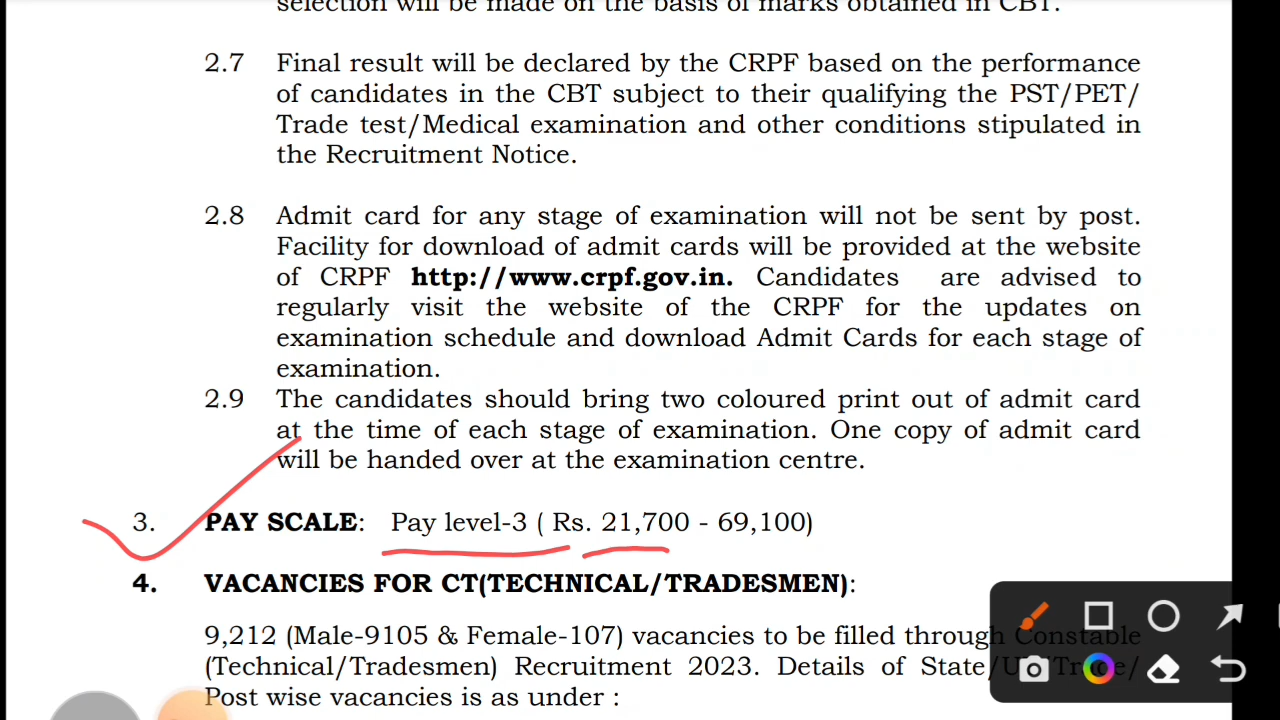 selection will be made on the basis of marks obtained in CBT.
2.7 Final result will be declared by the CRPF based on the performance
of candidates in the CBT subject to their qualifying the PST/PET/
Trade test/Medical examination and other conditions stipulated in
the Recruitment Notice.
2.8 Admit card for any stage of examination will not be sent by post.
Facility for download of admit cards will be provided at the website
of CRPF http://www.crpf.gov.in. Candidates are advised to
regularly visit the website of the CRPF for the updates on
examination schedule and download Admit Cards for each stage of
examination.
2.9 The candidates should bring two coloured print out of admit card
at the time of each stage of examination. One copy of admit card
will be handed over at the examination centre.
3. PAY SCALE: Pay level-3 ( Rs. 21,700 - 69,100)
4. VACANCIES FOR CT(TECHNICAL/TRADESMEN):
9,212 (Male-9105 & Female-107) vacancies to be filled through Constable
(Technical/Tradesmen) Recruitment 2023. Details of State/
Post wise vacancies is as under :